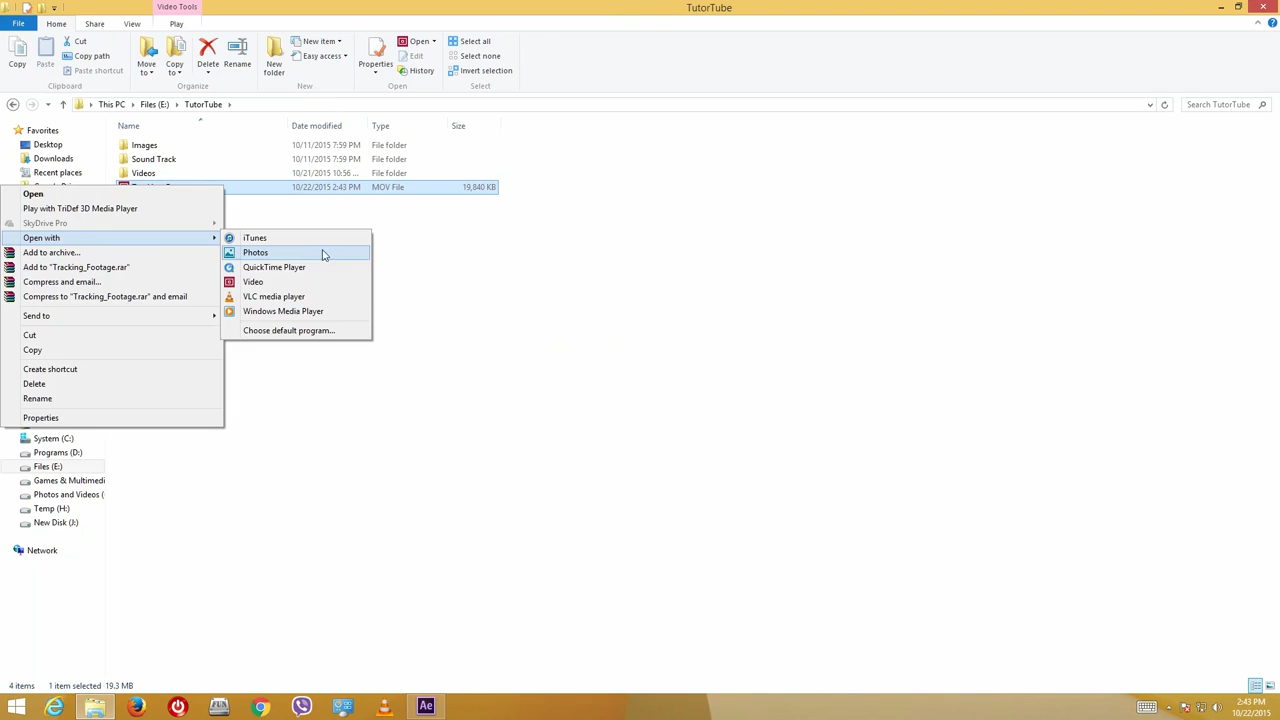 Video Tools
TutorTube
File
Home
Share
View
Play
Copy
Paste
Cut
Copy path
Paste shortcut
Clipboard
Move to
Copy to
Delete
Rename
Organize
New folder
New item
Easy access
New
Properties
Open
Edit
History
Open
Select all
Select none
Invert selection
Select
This PC
Files (E:)
TutorTube
Search TutorTube
Name
Date modified
Type
Size
Images 10/11/2015 7:59 PM File folder
Sound Track 10/11/2015 7:59 PM File folder
Videos 10/21/2015 10:56 ... File folder
10/22/2015 2:43 PM MOV File 19,840 KB
Favorites
Desktop
Downloads
Recent places
Open
Play with TriDef 3D Media Player
SkyDrive Pro
Open with
Add to archive...
Add to "Tracking_Footage.rar"
Compress and email...
Compress to "Tracking_Footage.rar" and email
Send to
Cut
Copy
Create shortcut
Delete
Rename
Properties
iTunes
Photos
QuickTime Player
Video
VLC media player
Windows Media Player
Choose default program...
System (C:)
Programs (D:)
Files (E:)
Games & Multimedi
Photos and Videos (
Temp (H:)
New Disk (J:)
Network
4 items 1 item selected 19.3 MB
Ae
2:43 PM
10/22/2015